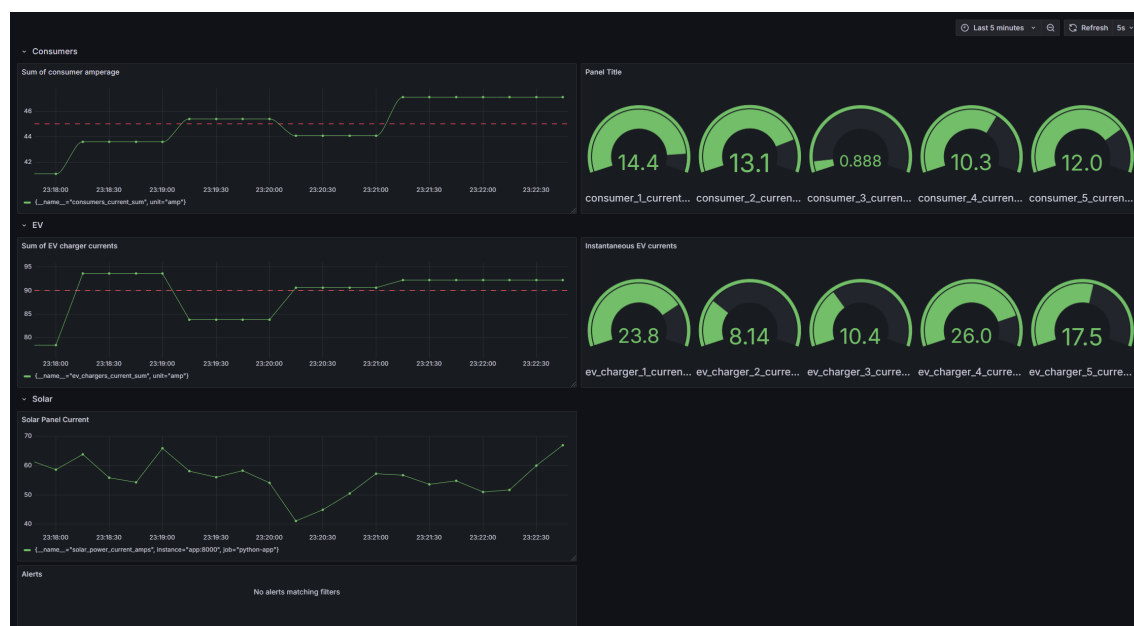 Last 5 minutes
Refresh 5s
Consumers
Sum of consumer amperage
46
44
42
23:18:00 23:18:30 23:19:00 23:19:30 23:20:00 23:20:30 23:21:00 23:21:30 23:22:00 23:22:30
{__name__="consumers_current_sum", unit="amp"}
Panel Title
14.4 13.1 0.888 10.3 12.0
consumer_1_current... consumer_2_curren... consumer_3_curren... consumer_4_curren... consumer_5_curren...
EV
Sum of EV charger currents
95
90
85
80
23:18:00 23:18:30 23:19:00 23:19:30 23:20:00 23:20:30 23:21:00 23:21:30 23:22:00 23:22:30
{__name__="ev_chargers_current_sum", unit="amp"}
Instantaneous EV currents
23.8 8.14 10.4 26.0 17.5
ev_charger_1_curren... ev_charger_2_curre... ev_charger_3_curre... ev_charger_4_curre... ev_charger_5_curre...
Solar
Solar Panel Current
70
60
50
40
23:18:00 23:18:30 23:19:00 23:19:30 23:20:00 23:20:30 23:21:00 23:21:30 23:22:00 23:22:30
{__name__="solar_power_current_amps", instance="app:8000", job="python-app"}
Alerts
No alerts matching filters